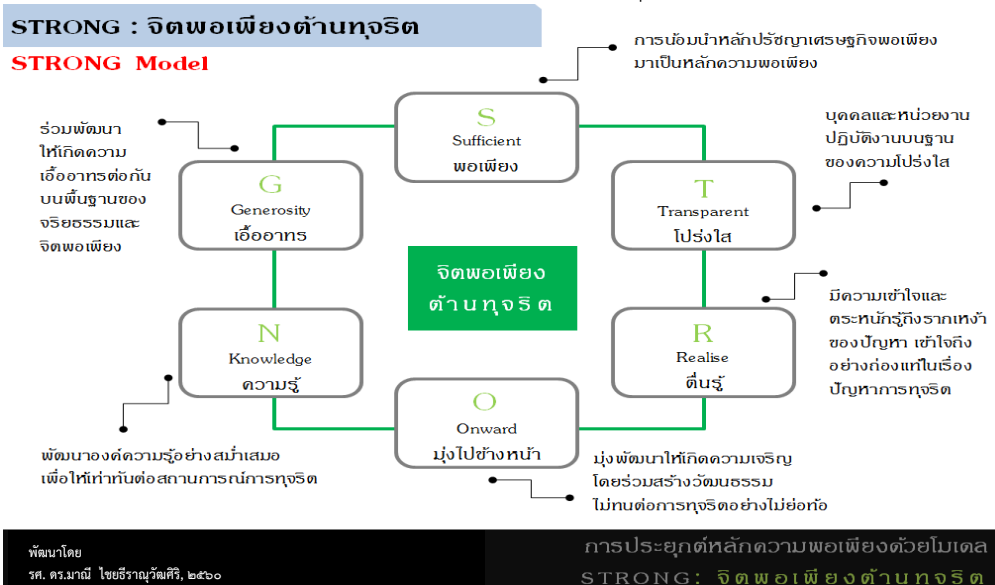 STRONG : จิตพอเพียงต้านทุจริต
STRONG Model
การน้อมนำหลักปรัชญาเศรษฐกิจพอเพียง
มาเป็นหลักความพอเพียง
S
Sufficient
พอเพียง
ร่วมพัฒนา
ให้เกิดความ
เอื้ออาทรต่อกัน
บนพื้นฐานของ
จริยธรรมและ
จิตพอเพียง
G
Generosity
เอื้ออาทร
T
Transparent
โปร่งใส
บุคคลและหน่วยงาน
ปฏิบัติงานบนฐาน
ของความโปร่งใส
จิตพอเพียง
ต้านทุจริต
N
Knowledge
ความรู้
R
Realise
ตื่นรู้
มีความเข้าใจและ
ตระหนักรู้ถึงรากเหง้า
ของปัญหา เข้าใจถึง
อย่างถ่องแท้ในเรื่อง
ปัญหาการทุจริต
O
Onward
มุ่งไปข้างหน้า
พัฒนาองค์ความรู้อย่างสม่ำเสมอ
เพื่อให้เท่าทันต่อสถานการณ์การทุจริต
มุ่งพัฒนาให้เกิดความเจริญ
โดยร่วมสร้างวัฒนธรรม
ไม่ทนต่อการทุจริตอย่างไม่ย่อท้อ
พัฒนาโดย
รศ. ดร.มาณี ไชยธีรานุวัฒศิริ, ๒๕๖๐
การประยุกต์หลักความพอเพียงด้วยโมเดล
STRONG: จิตพอเพียงต้านทุจริต